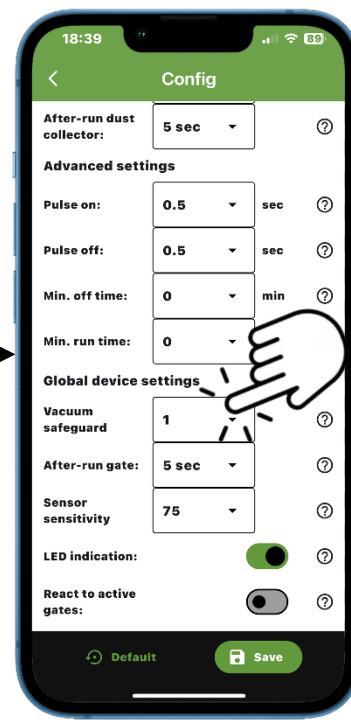 18:39
89
Config
After-run dust
collector:
5 sec
Advanced settings
Pulse on:
0.5
sec
Pulse off:
0.5
sec
Min. off time:
0
min
Min. run time:
0
Global device settings
Vacuum
safeguard
1
After-run gate:
5 sec
Sensor
sensitivity
75
LED indication:
React to active
gates:
Default
Save